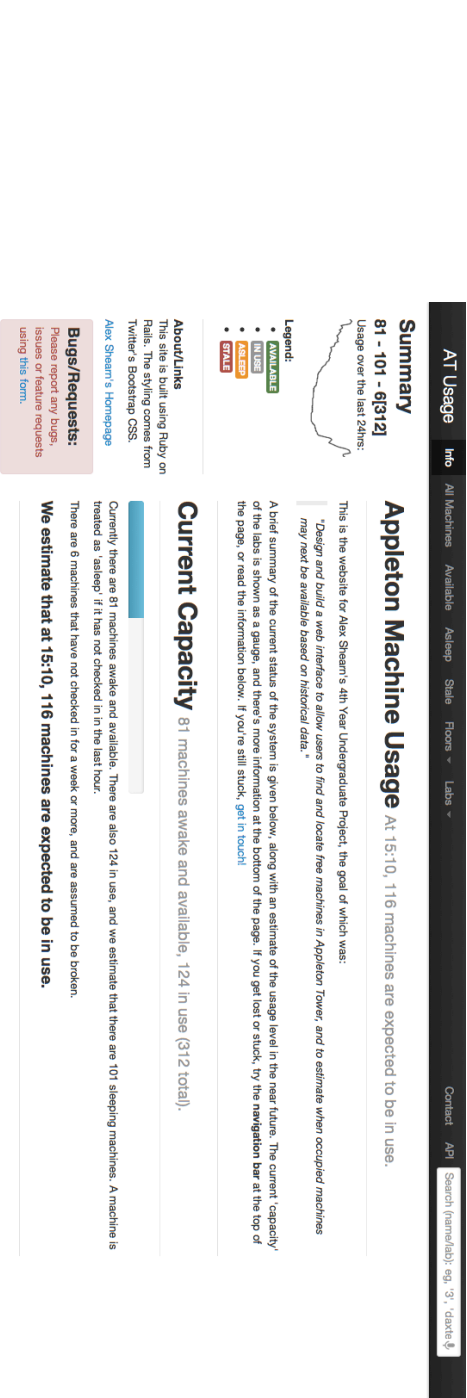 AT Usage Info All Machines Available Asleep Stale Floors Labs Contact API Search (name/lab): eg, '3', 'daxte
Summary
81 - 101 - 6[312]
Usage over the last 24hrs:
Legend:
AVAILABLE
IN USE
ASLEEP
STALE
About/Links
This site is built using Ruby on
Rails. The styling comes from
Twitter's Bootstrap CSS.
Alex Shearn's Homepage
Bugs/Requests:
Please report any bugs,
issues or feature requests
using this form.
Appleton Machine Usage At 15:10, 116 machines are expected to be in use.
This is the website for Alex Shearn's 4th Year Undergraduate Project, the goal of which was:
"Design and build a web interface to allow users to find and locate free machines in Appleton Tower, and to estimate when occupied machines
may next be available based on historical data."
A brief summary of the current status of the system is given below, along with an estimate of the usage level in the near future. The current 'capacity'
of the labs is shown as a gauge, and there's more information at the bottom of the page. If you get lost or stuck, try the navigation bar at the top of
the page, or read the information below. If you're still stuck, get in touch!
Current Capacity 81 machines awake and available, 124 in use (312 total).
Currently there are 81 machines awake and available. There are also 124 in use, and we estimate that there are 101 sleeping machines. A machine is
treated as 'asleep' if it has not checked in in the last hour.
There are 6 machines that have not checked in for a week or more, and are assumed to be broken.
We estimate that at 15:10, 116 machines are expected to be in use.